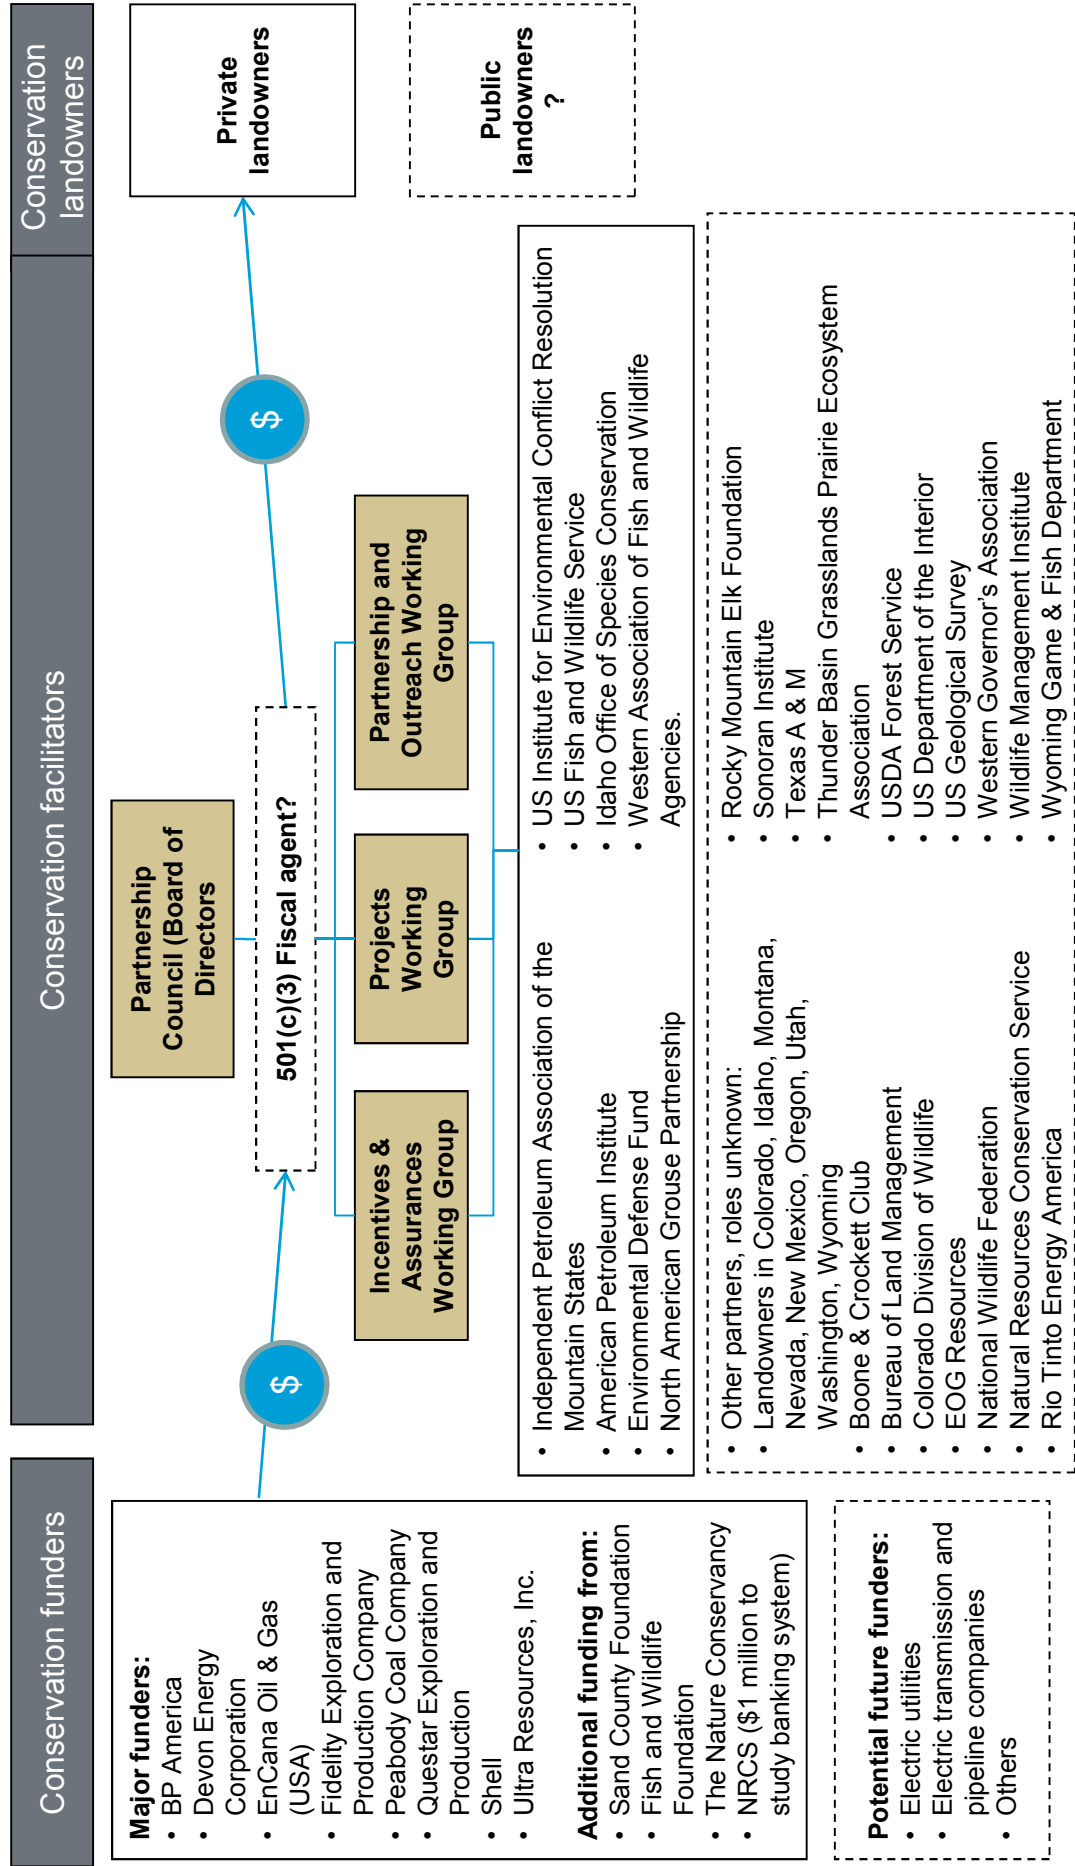 Conservation funders
Conservation facilitators
Conservation
landowners
Major funders:
• BP America
• Devon Energy
Corporation
• EnCana Oil & Gas
(USA)
• Fidelity Exploration and
Production Company
• Peabody Coal Company
• Questar Exploration and
Production
• Shell
• Ultra Resources, Inc.
Additional funding from:
• Sand County Foundation
• Fish and Wildlife
Foundation
• The Nature Conservancy
• NRCS ($1 million to
study banking system)
Potential future funders:
• Electric utilities
• Electric transmission and
pipeline companies
• Others
$
Partnership
Council (Board of
Directors
501(c)(3) Fiscal agent?
Incentives &
Assurances
Working Group
Projects
Working
Group
Partnership and
Outreach Working
Group
• Independent Petroleum Association of the
Mountain States
• American Petroleum Institute
• Environmental Defense Fund
• North American Grouse Partnership
• US Institute for Environmental Conflict Resolution
• US Fish and Wildlife Service
• Idaho Office of Species Conservation
• Western Association of Fish and Wildlife
Agencies.
• Other partners, roles unknown:
• Landowners in Colorado, Idaho, Montana,
Nevada, New Mexico, Oregon, Utah,
Washington, Wyoming
• Boone & Crockett Club
• Bureau of Land Management
• Colorado Division of Wildlife
• EOG Resources
• National Wildlife Federation
• Natural Resources Conservation Service
• Rio Tinto Energy America
• Rocky Mountain Elk Foundation
• Sonoran Institute
• Texas A & M
• Thunder Basin Grasslands Prairie Ecosystem
Association
• USDA Forest Service
• US Department of the Interior
• US Geological Survey
• Western Governor's Association
• Wildlife Management Institute
• Wyoming Game & Fish Department
$
Private
landowners
Public
landowners
?